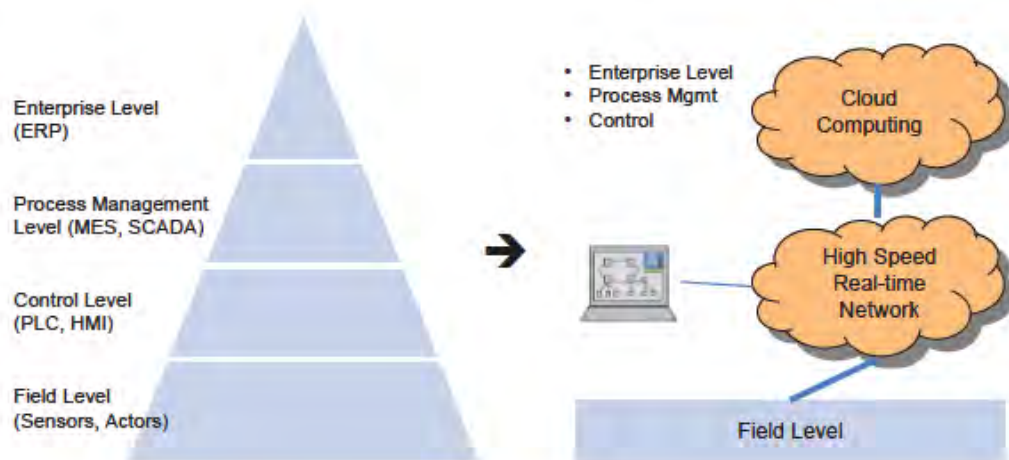 Enterprise Level
(ERP)
Process Management
Level (MES, SCADA)
Control Level
(PLC, HMI)
Field Level
(Sensors, Actors)
• Enterprise Level
• Process Mgmt
• Control
Cloud
Computing
High Speed
Real-time
Network
Field Level